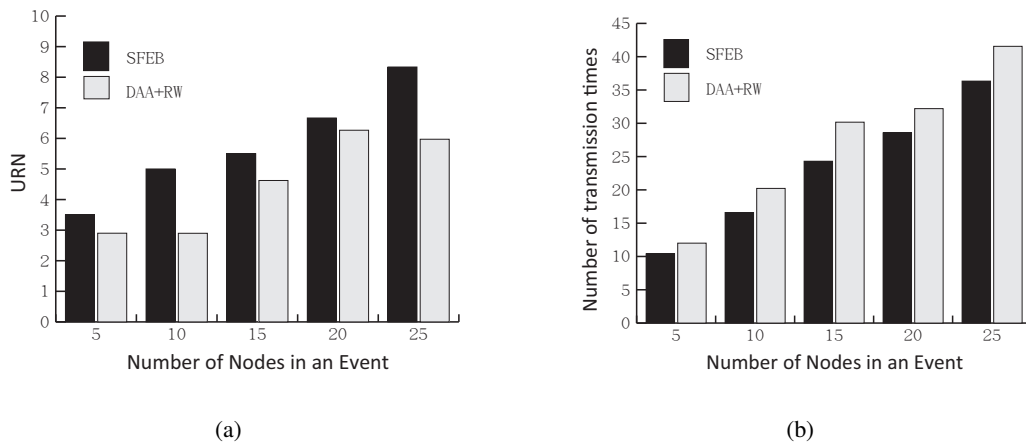 10
9
8
7
6
5
4
3
2
1
0
URN
SFEB
DAA+RW
5 10 15 20 25
Number of Nodes in an Event
(a)
45
40
35
30
25
20
15
10
5
0
Number of transmission times
SFEB
DAA+RW
5 10 15 20 25
Number of Nodes in an Event
(b)